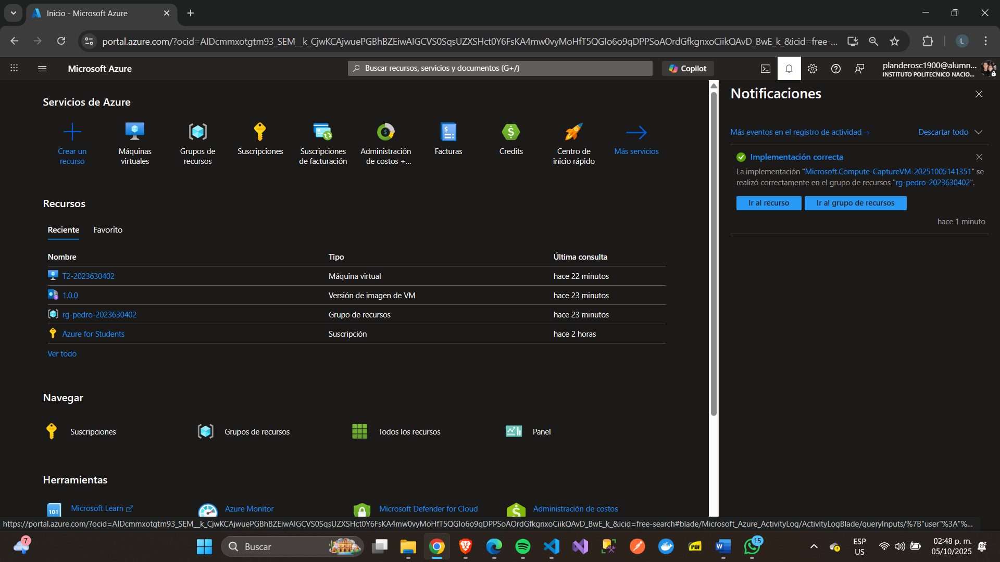 Inicio - Microsoft Azure
portal.azure.com/?ocid=AIDcmmxotgtm93_SEM__k_CjwKCAjwuePGBhBZEiwAIGCVS0SqsUZXSHct0Y6FsKA4mw0vyMoHfT5QGIo6o9qDPPSoAOrdGfkgnxoCiikQAvD_BwE_k_&icid=free-...
L
Microsoft Azure
Buscar recursos, servicios y documentos (G+/)
Copilot
planderosc1900@alumn...
INSTITUTO POLITECNICO NACIO...
Servicios de Azure
Crear un recurso
Máquinas virtuales
Grupos de recursos
Suscripciones
Suscripciones de facturación
Administración de costos +...
Facturas
Credits
Centro de inicio rápido
Más servicios
Recursos
Reciente
Favorito
Nombre
Tipo
Última consulta
T2-2023630402
Máquina virtual
hace 22 minutos
1.0.0
Versión de imagen de VM
hace 23 minutos
rg-pedro-2023630402
Grupo de recursos
hace 23 minutos
Azure for Students
Suscripción
hace 2 horas
Ver todo
Navegar
Suscripciones
Grupos de recursos
Todos los recursos
Panel
Herramientas
101
Microsoft Learn
Azure Monitor
Microsoft Defender for Cloud
Administración de costos
Notificaciones
Más eventos en el registro de actividad →
Descartar todo
Implementación correcta
La implementación "Microsoft.Compute-CaptureVM-20251005141351" se
realizó correctamente en el grupo de recursos "rg-pedro-2023630402".
Ir al recurso
Ir al grupo de recursos
hace 1 minuto
https://portal.azure.com/?ocid=AIDcmmxotgtm93_SEM__k_CjwKCAjwuePGBhBZEiwAIGCVS0SqsUZXSHct0Y6FsKA4mw0vyMoHfT5QGIo6o9qDPPSoAOrdGfkgnxoCiikQAvD_BwE_k_&icid=free-search#blade/Microsoft_Azure_ActivityLog/ActivityLogBlade/queryInputs/%7B"user"%3A"%...
7
Buscar
PDF
W
15
ESP
US
02:48 p. m.
05/10/2025